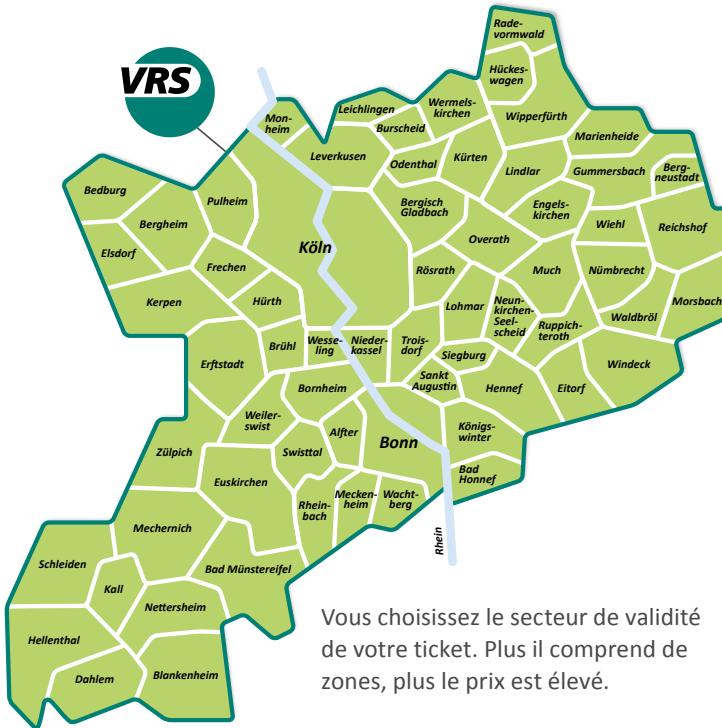 VRS
Rade-
vormwald
Hückes-
wagen
Wermels-
kirchen
Wipperfürth
Leichlingen
Mon-
heim
Burscheid
Marienheide
Leverkusen
Odenthal
Kürten
Lindlar
Gummersbach
Berg-
neustadt
Bedburg
Bergheim
Pulheim
Bergisch
Gladbach
Engels-
kirchen
Wiehl
Reichshof
Elsdorf
Köln
Overath
Frechen
Rösrath
Much
Nümbrecht
Kerpen
Hürth
Lohmar
Neun-
kirchen-
Seel-
scheid
Ruppich-
teroth
Waldbröl
Morsbach
Erftstadt
Brühl
Wesse-
ling
Nieder-
kassel
Trois-
dorf
Siegburg
Sankt
Augustin
Hennef
Eitorf
Windeck
Bornheim
Weiler-
swist
Alfter
Bonn
Königs-
winter
Zülpich
Swisttal
Euskirchen
Bad
Honnef
Rhein-
bach
Mecken-
heim
Wacht-
berg
Mechernich
Rhein
Schleiden
Kall
Bad Münstereifel
Nettersheim
Hellenthal
Dahlem
Blankenheim
Vous choisissez le secteur de validité
de votre ticket. Plus il comprend de
zones, plus le prix est élevé.